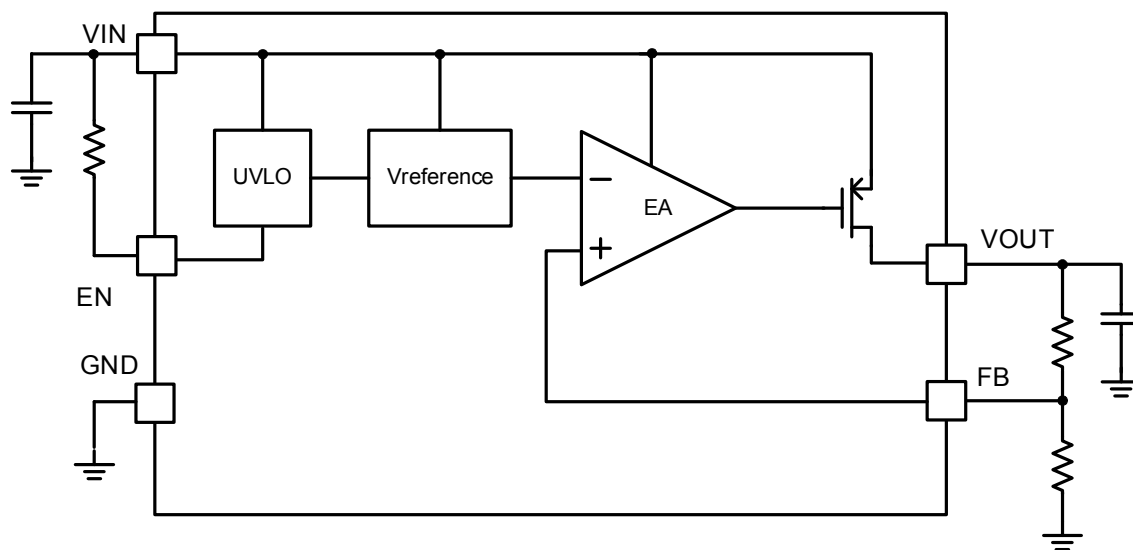 VIN
UVLO
Vreference
−
EA
+
VOUT
EN
GND
FB